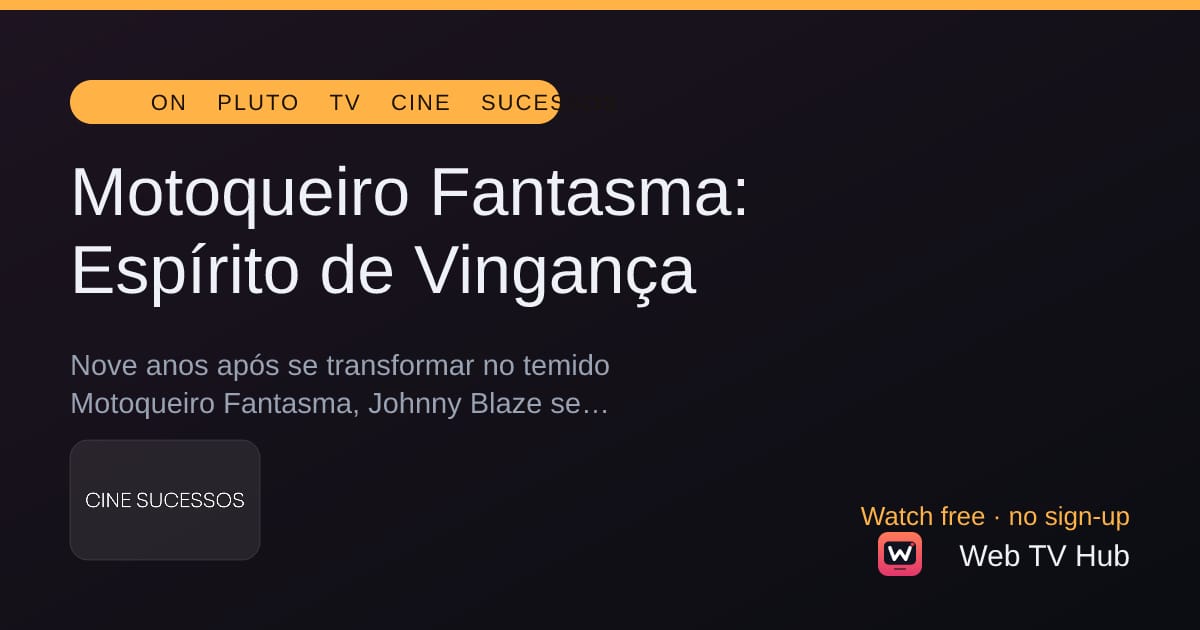 ON PLUTO TV CINE SUCES
Motoqueiro Fantasma:
Espírito de Vingança
Nove anos após se transformar no temido
Motoqueiro Fantasma, Johnny Blaze se…
CINE SUCESSOS
Watch free · no sign-up
W Web TV Hub